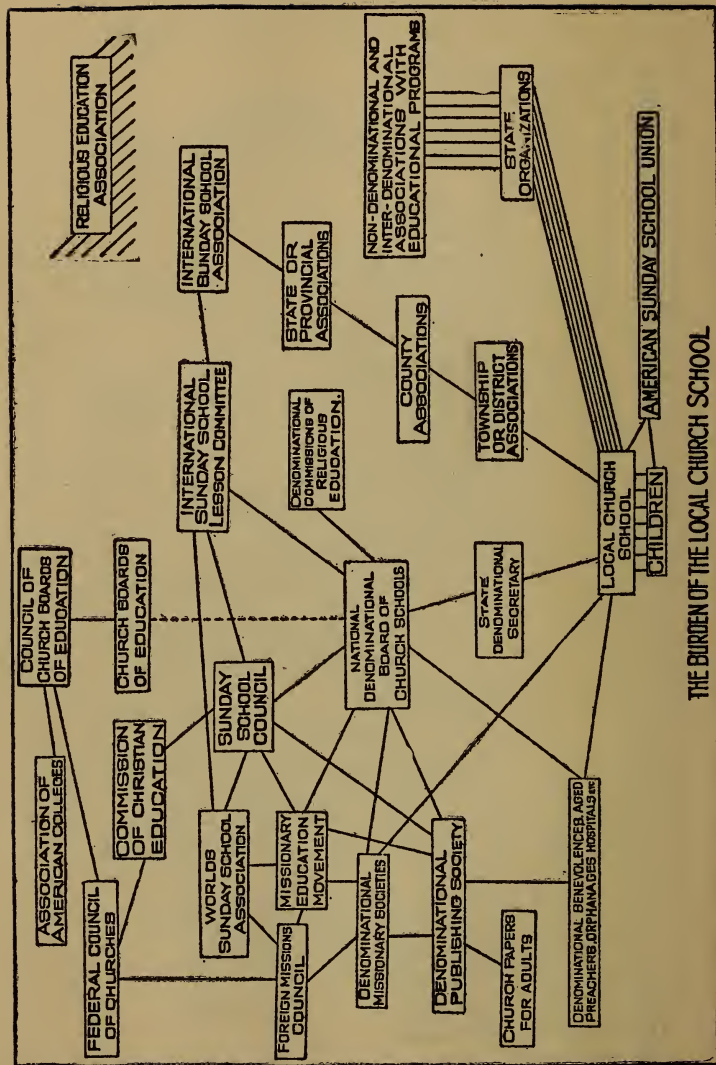 RELIGIOUS EDUCATION
ASSOCIATION
COUNCIL OF
CHURCH BOARDS
OF EDUCATION
ASSOCIATION OF
AMERICAN COLLEGES
FEDERAL COUNCIL
OF CHURCHES
CHURCH BOARDS
OF EDUCATION
COMMISSION
OF CHRISTIAN
EDUCATION
INTERNATIONAL
SUNDAY SCHOOL
LESSON COMMITTEE
INTERNATIONAL
SUNDAY SCHOOL
ASSOCIATION
WORLDS
SUNDAY SCHOOL
ASSOCIATION
SUNDAY
SCHOOL
COUNCIL
DENOMINATIONAL
COMMISSIONS OF
RELIGIOUS
EDUCATION.
STATE OR
PROVINCIAL
ASSOCIATIONS
FOREIGN MISSIONS
COUNCIL
MISSIONARY
EDUCATION
MOVEMENT
NATIONAL
DENOMINATIONAL
BOARD OF
CHURCH SCHOOLS
COUNTY
ASSOCIATIONS
NON-DENOMINATIONAL AND
INTER-DENOMINATIONAL
ASSOCIATIONS WITH
EDUCATIONAL PROGRAMS
DENOMINATIONAL
MISSIONARY SOCIETIES
DENOMINATIONAL
PUBLISHING SOCIETY
STATE
DENOMINATIONAL
SECRETARY
TOWNSHIP
OR DISTRICT
ASSOCIATIONS
STATE
ORGANIZATIONS
CHURCH PAPERS
FOR ADULTS
DENOMINATIONAL BENEVOLENCES, AGED
PREACHERS, ORPHANAGES HOSPITALS etc
LOCAL CHURCH
SCHOOL
CHILDREN
AMERICAN SUNDAY SCHOOL UNION
THE BURDEN OF THE LOCAL CHURCH SCHOOL